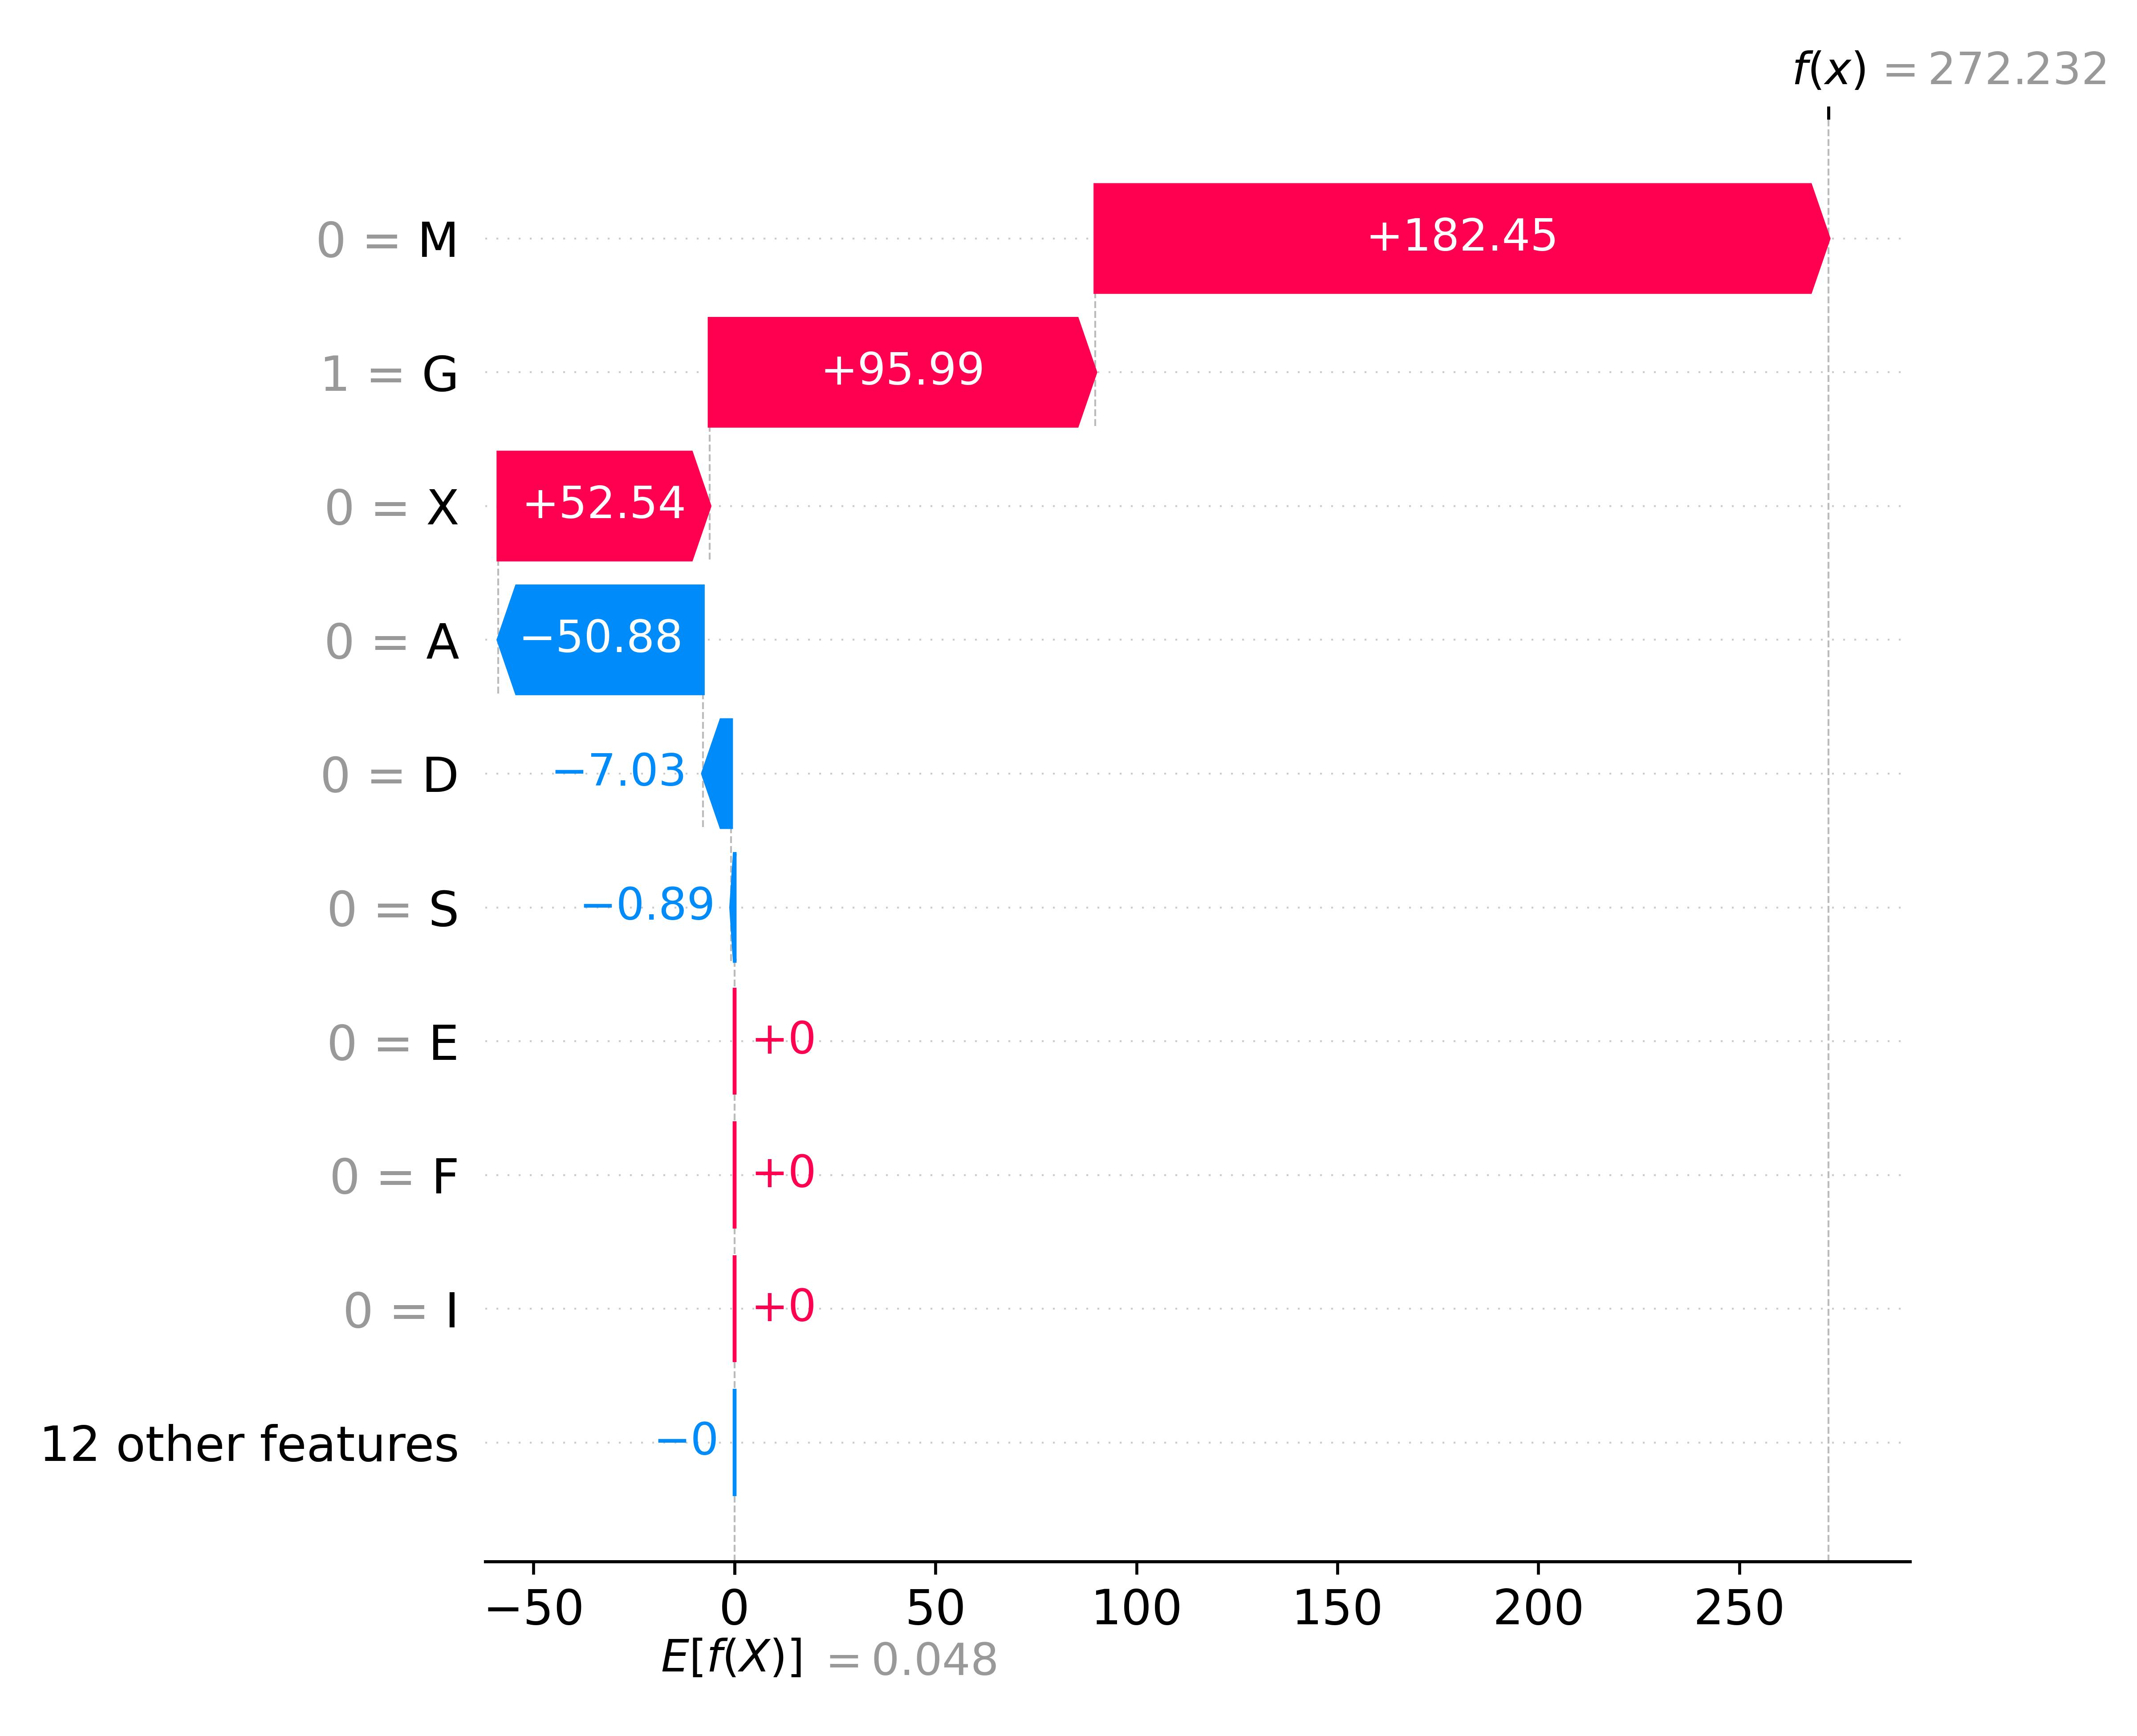 f(x) = 272.232
0 = M +182.45
1 = G +95.99
0 = X +52.54
0 = A −50.88
0 = D −7.03
0 = S −0.89
0 = E +0
0 = F +0
0 = I +0
12 other features −0
−50 0 50 100 150 200 250
E[f(X)] = 0.048